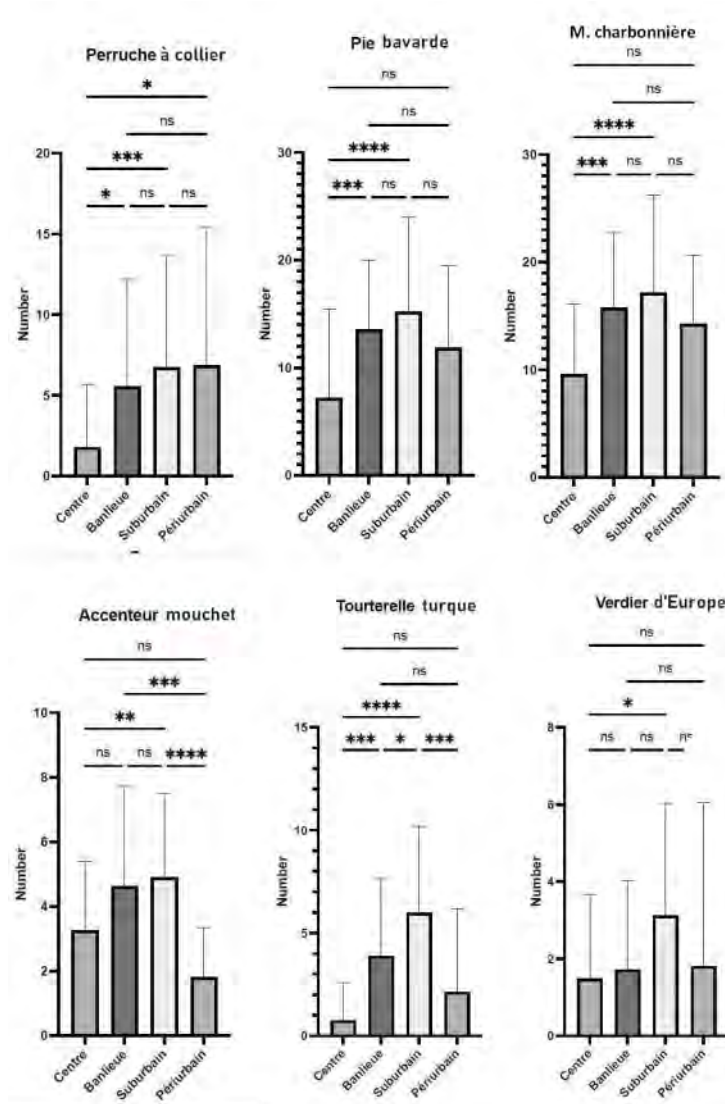 Perruche à collier
*
ns
***
* ns ns
20
15
10
5
0
Number
Centre
Banlieue
Suburbain
Périurbain
Pie bavarde
ns
ns
****
*** ns ns
30
20
10
0
Number
Centre
Banlieue
Suburbain
Périurbain
M. charbonnière
ns
ns
****
*** ns ns
30
20
10
0
Number
Centre
Banlieue
Suburbain
Périurbain
Accenteur mouchet
ns
***
**
ns ns ****
10
8
6
4
2
0
Number
Centre
Banlieue
Suburbain
Périurbain
Tourterelle turque
ns
ns
****
*** * ***
15
10
5
0
Number
Centre
Banlieue
Suburbain
Périurbain
Verdier d'Europe
ns
ns
*
ns ns
8
6
4
2
0
Number
Centre
Banlieue
Suburbain
Périurbain